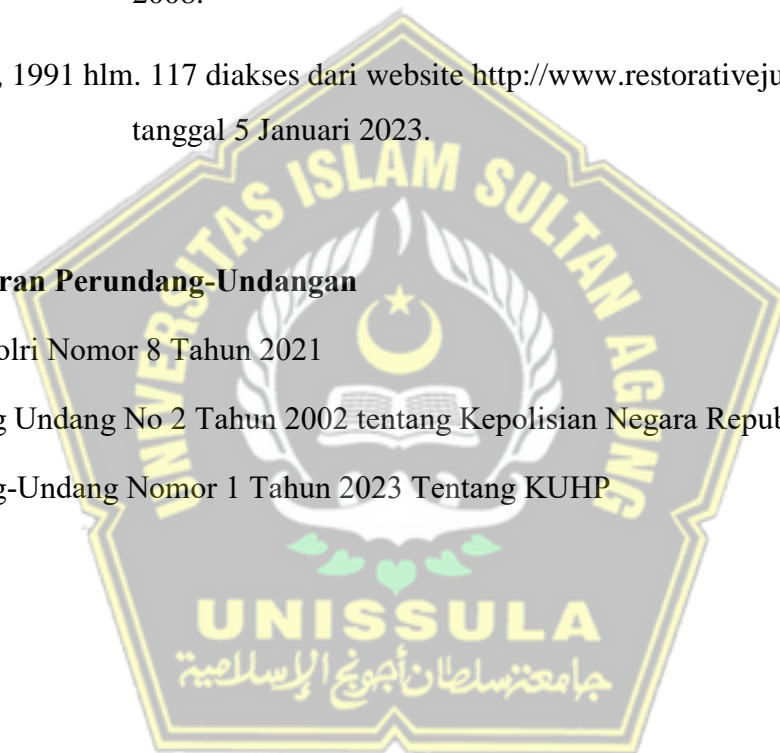 2008.
, 1991 hlm. 117 diakses dari website http://www.restorativeju
tanggal 5 Januari 2023.
ran Perundang-Undangan
olri Nomor 8 Tahun 2021
g Undang No 2 Tahun 2002 tentang Kepolisian Negara Repub
g-Undang Nomor 1 Tahun 2023 Tentang KUHP
UNIVERSITAS ISLAM SULTAN AGUNG
UNISSULA
جامعة سلطان أجونج الإسلامية